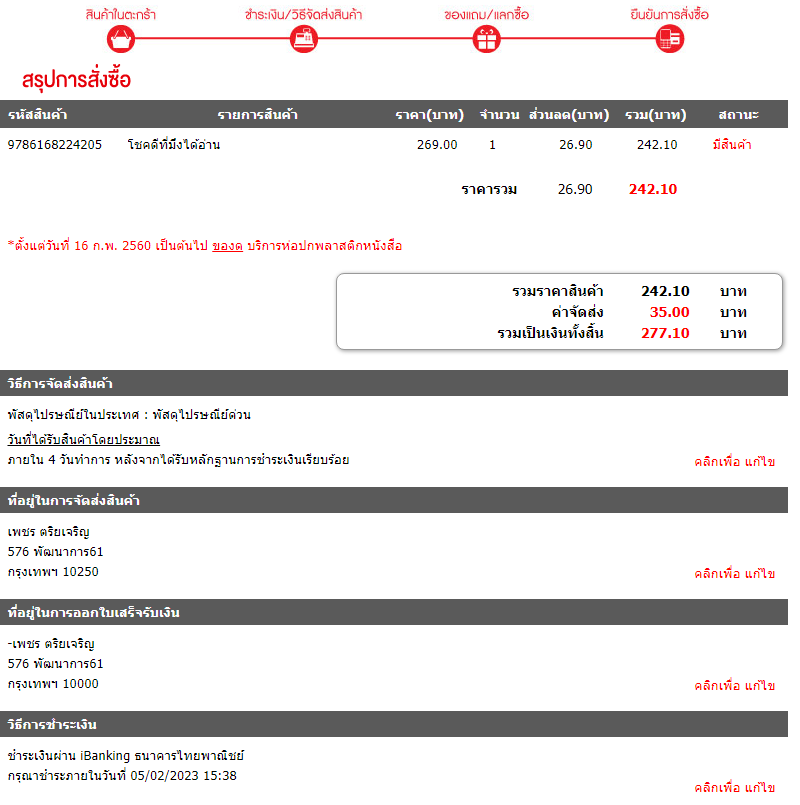 สินค้าในตะกร้า ชำระเงิน/วิธีจัดส่งสินค้า ของแถม/แลกซื้อ ยืนยันการสั่งซื้อ
สรุปการสั่งซื้อ
รหัสสินค้า รายการสินค้า ราคา(บาท) จำนวน ส่วนลด(บาท) รวม(บาท) สถานะ
9786168224205 โชคดีที่มึงได้อ่าน 269.00 1 26.90 242.10 มีสินค้า
ราคารวม 26.90 242.10
*ตั้งแต่วันที่ 16 ก.พ. 2560 เป็นต้นไป ของด บริการห่อปกพลาสติกหนังสือ
รวมราคาสินค้า 242.10 บาท
ค่าจัดส่ง 35.00 บาท
รวมเป็นเงินทั้งสิ้น 277.10 บาท
วิธีการจัดส่งสินค้า
พัสดุไปรษณีย์ในประเทศ : พัสดุไปรษณีย์ด่วน
วันที่ได้รับสินค้าโดยประมาณ
ภายใน 4 วันทำการ หลังจากได้รับหลักฐานการชำระเงินเรียบร้อย
คลิกเพื่อ แก้ไข
ที่อยู่ในการจัดส่งสินค้า
เพชร ตริยเจริญ
576 พัฒนาการ61
กรุงเทพฯ 10250
คลิกเพื่อ แก้ไข
ที่อยู่ในการออกใบเสร็จรับเงิน
-เพชร ตริยเจริญ
576 พัฒนาการ61
กรุงเทพฯ 10000
คลิกเพื่อ แก้ไข
วิธีการชำระเงิน
ชำระเงินผ่าน iBanking ธนาคารไทยพาณิชย์
กรุณาชำระภายในวันที่ 05/02/2023 15:38
คลิกเพื่อ แก้ไข